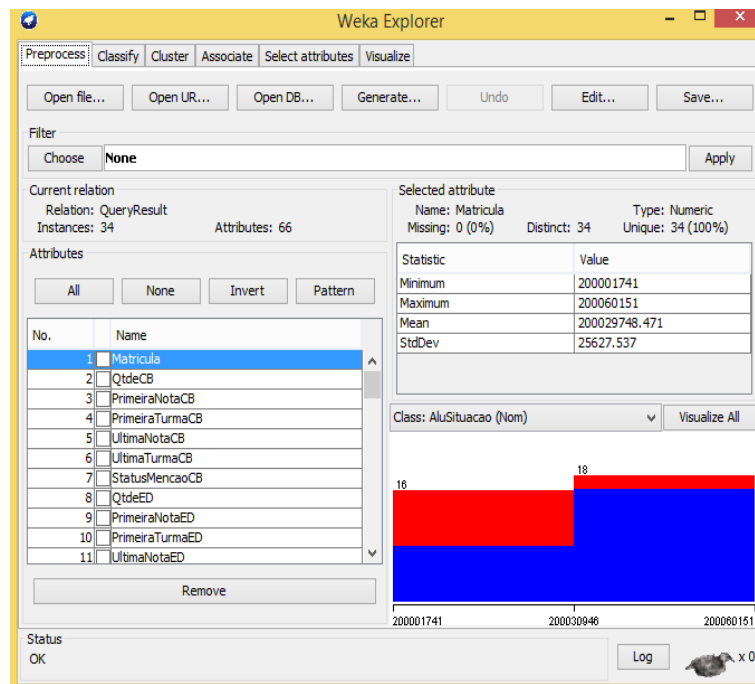 Weka Explorer
Preprocess Classify Cluster Associate Select attributes Visualize
Open file... Open UR... Open DB... Generate... Undo Edit... Save...
Filter
Choose None Apply
Current relation
Relation: QueryResult
Instances: 34 Attributes: 66
Selected attribute
Name: Matricula Type: Numeric
Missing: 0 (0%) Distinct: 34 Unique: 34 (100%)
Attributes
All None Invert Pattern
No. Name
1 Matricula
2 QtdeCB
3 PrimeiraNotaCB
4 PrimeiraTurmaCB
5 UltimaNotaCB
6 UltimaTurmaCB
7 StatusMencaoCB
8 QtdeED
9 PrimeiraNotaED
10 PrimeiraTurmaED
11 UltimaNotaED
Remove
Statistic Value
Minimum 200001741
Maximum 200060151
Mean 200029748.471
StdDev 25627.537
Class: AluSituacao (Nom) Visualize All
16 18
200001741 200030946 200060151
Status
OK
Log x 0